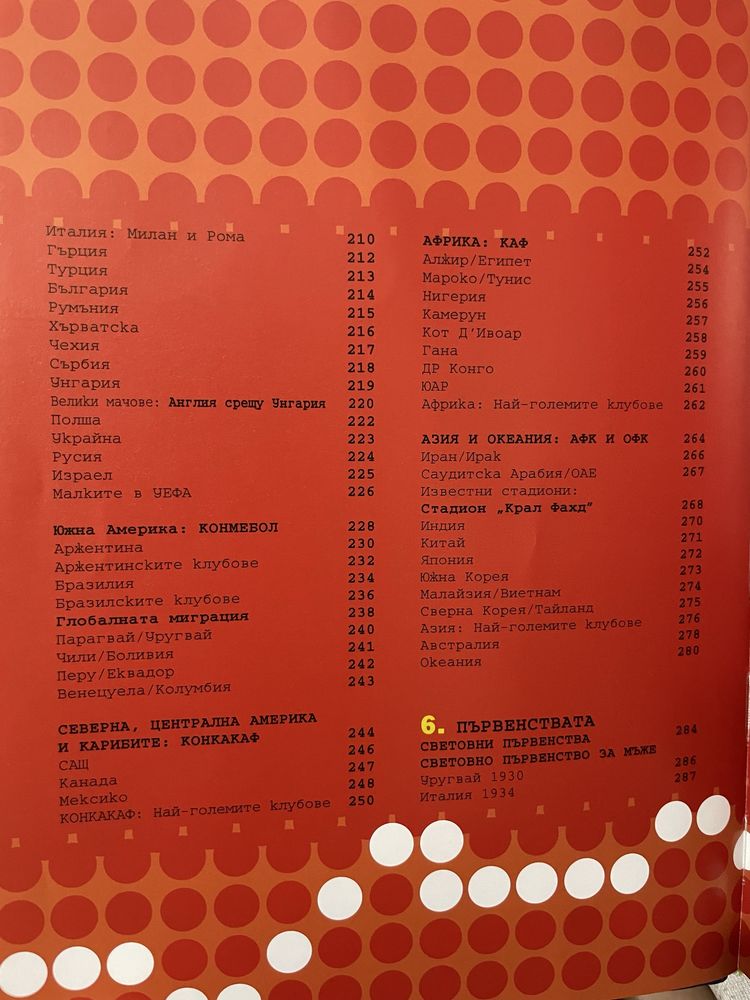 Италия: Милан и Рома 210
Гърция 212
Турция 213
България 214
Румъния 215
Хърватска 216
Чехия 217
Сърбия 218
Унгария 219
Велики мачове: Англия срещу Унгария 220
Полша 222
Украйна 223
Русия 224
Израел 225
Малките в УЕФА 226
Южна Америка: КОНМЕБОЛ 228
Аржентина 230
Аржентинските клубове 232
Бразилия 234
Бразилските клубове 236
Глобалната миграция 238
Парагвай/Уругвай 240
Чили/Боливия 241
Перу/Еквадор 242
Венецуела/Колумбия 243
СЕВЕРНА, ЦЕНТРАЛНА АМЕРИКА
И КАРИБИТЕ: КОНКАКАФ 244
САЩ 246
Канада 247
Мексико 248
КОНКАКАФ: Най-големите клубове 250
АФРИКА: КАФ 252
Алжир/Египет 254
Мароко/Тунис 255
Нигерия 256
Камерун 257
Кот Д'Ивоар 258
Гана 259
ДР Конго 260
ЮАР 261
Африка: Най-големите клубове 262
АЗИЯ И ОКЕАНИЯ: АФК И ОФК 264
Иран/Ирак 266
Саудитска Арабия/ОАЕ 267
Известни стадиони:
Стадион „Крал Фахд” 268
Индия 270
Китай 271
Япония 272
Южна Корея 273
Малайзия/Виетнам 274
Сверна Корея/Тайланд 275
Азия: Най-големите клубове 276
Австралия 278
Океания 280
6. ПЪРВЕНСТВАТА
СВЕТОВНИ ПЪРВЕНСТВА 284
СВЕТОВНО ПЪРВЕНСТВО ЗА МЪЖЕ
Уругвай 1930 286
Италия 1934 287